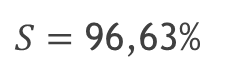 S = 96,63%